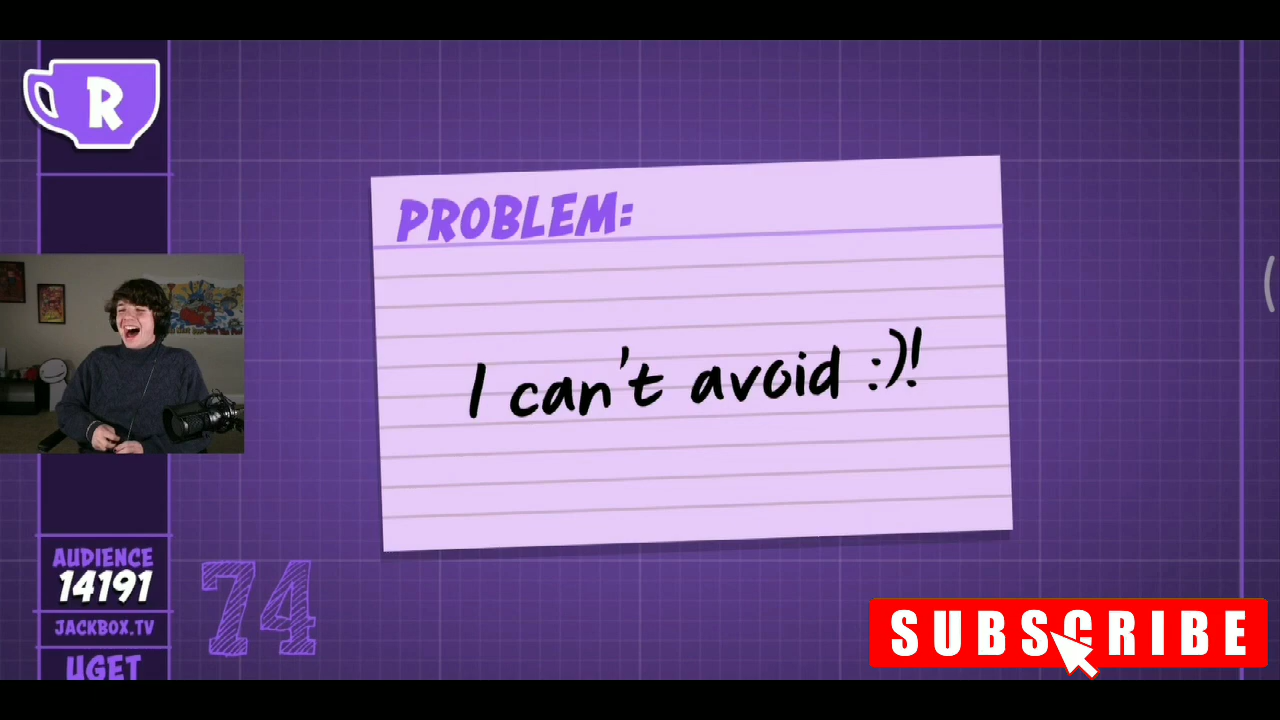 R
PROBLEM:
I can't avoid :)!
AUDIENCE
14191
JACKBOX.TV
UGET
74
SUBSCRIBE